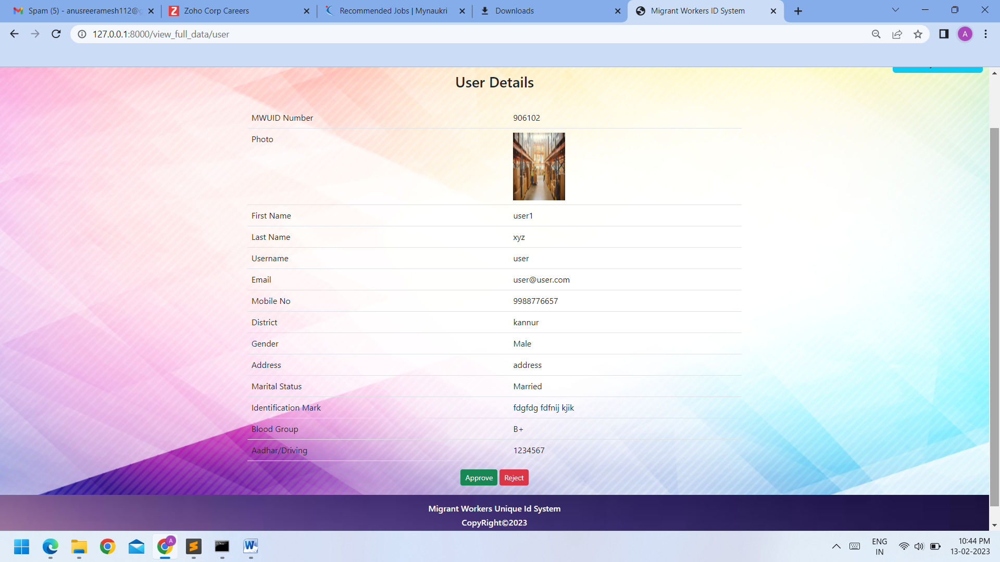 Spam (5) - anusreeramesh112@g
Zoho Corp Careers
Recommended Jobs | Mynaukri
Downloads
Migrant Workers ID System
127.0.0.1:8000/view_full_data/user
A
User Details
MWUID Number 906102
Photo
First Name user1
Last Name xyz
Username user
Email user@user.com
Mobile No 9988776657
District kannur
Gender Male
Address address
Marital Status Married
Identification Mark fdgfdg fdfnij kjik
Blood Group B+
Aadhar/Driving 1234567
Approve Reject
Migrant Workers Unique Id System
CopyRight©2023
A
ENG
IN
10:44 PM
13-02-2023